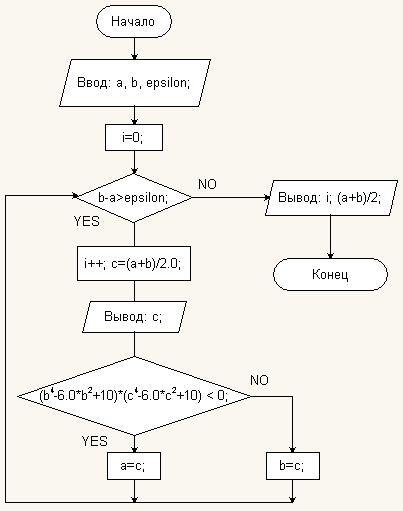 Начало
Ввод: a, b, epsilon;
i=0;
b-a>epsilon;
NO
Вывод: i; (a+b)/2;
YES
i++; c=(a+b)/2.0;
Конец
Вывод: c;
(b⁴-6.0*b²+10)*(c⁴-6.0*c²+10) < 0;
NO
YES
a=c;
b=c;